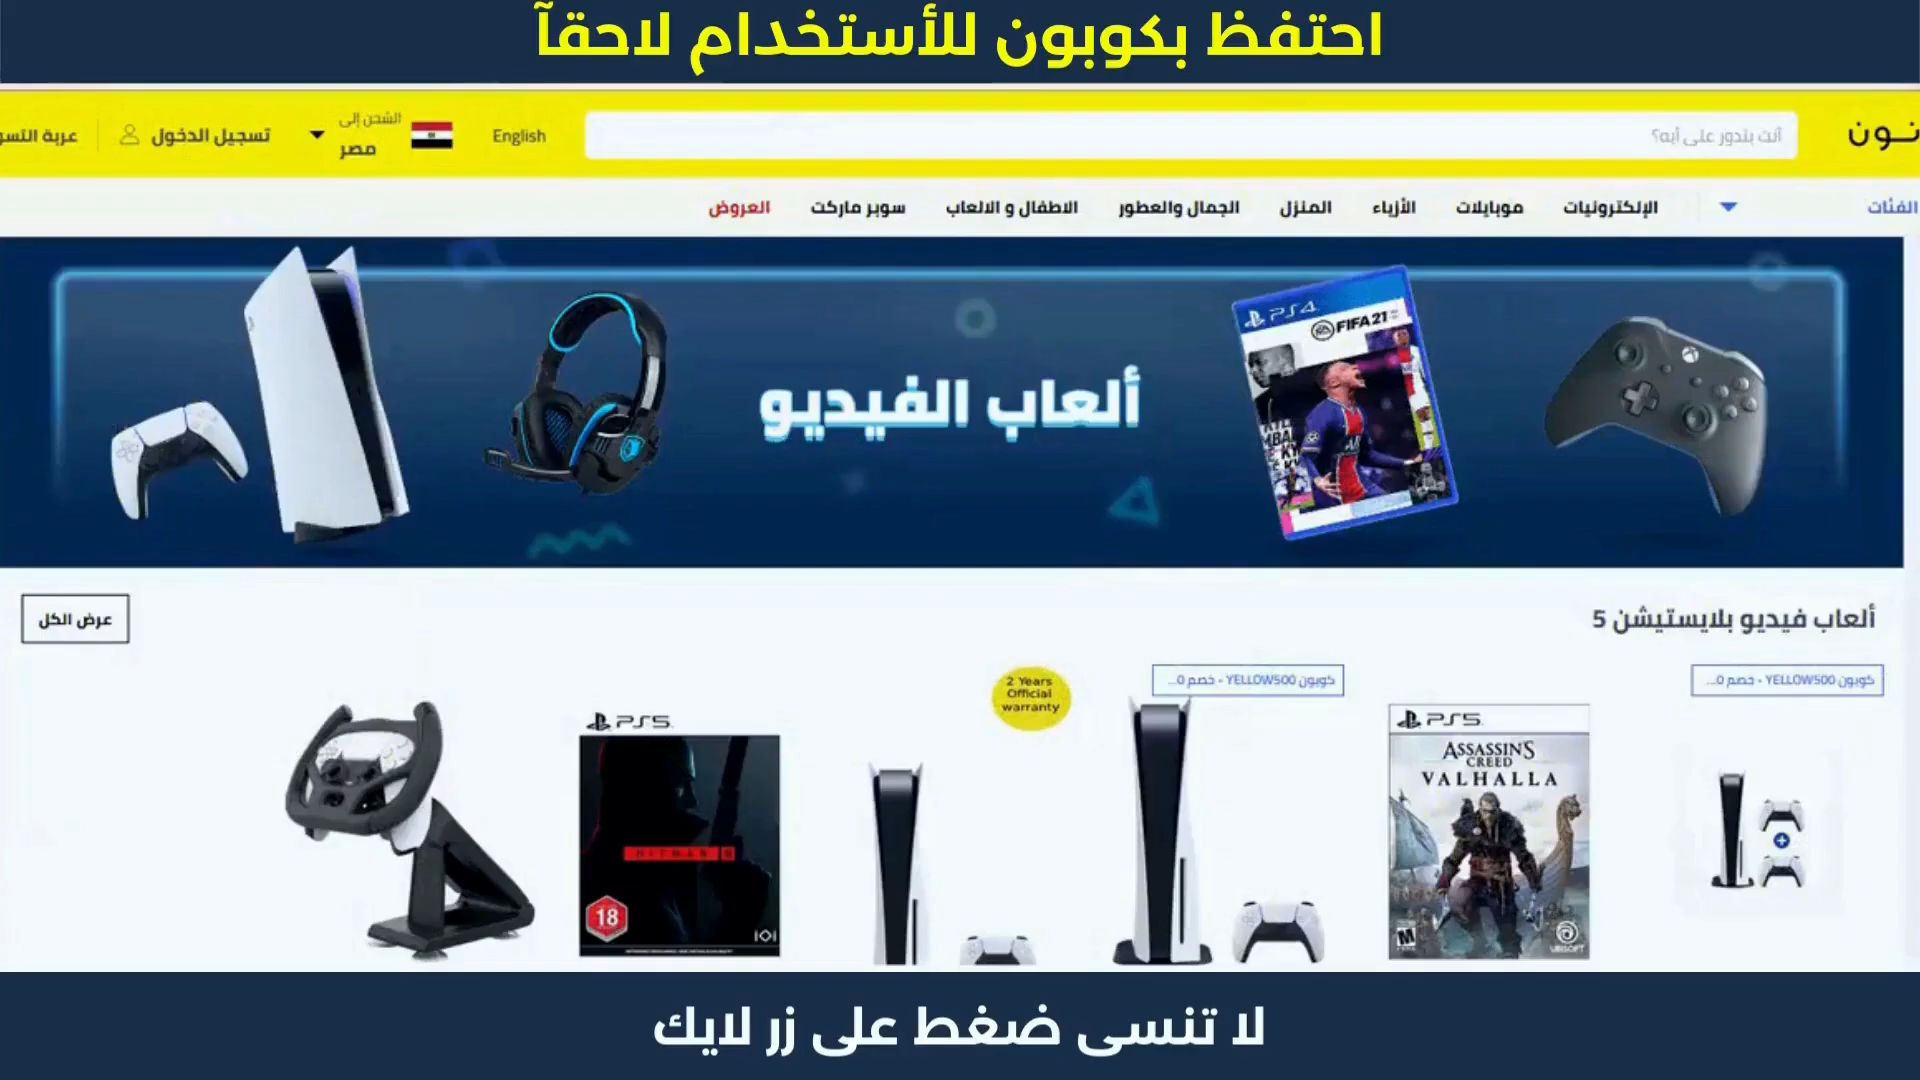 احتفظ بكوبون للأستخدام لاحقآ
نون
أنت بتدور على أيه؟
English
الشحن إلى
مصر
تسجيل الدخول
عربة التسو
الفئات
الإلكترونيات
موبايلات
الأزياء
المنزل
الجمال والعطور
الاطفال و الالعاب
سوبر ماركت
العروض
PS4
FIFA 21
ألعاب الفيديو
ألعاب فيديو بلايستيشن 5
عرض الكل
كوبون YELLOW500 - خصم 0...
كوبون YELLOW500 - خصم 0...
2 Years
Official
warranty
PS5
ASSASSIN'S
CREED
VALHALLA
UBISOFT
M
PS5
HITMAN
18
لا تنسى ضغط على زر لايك